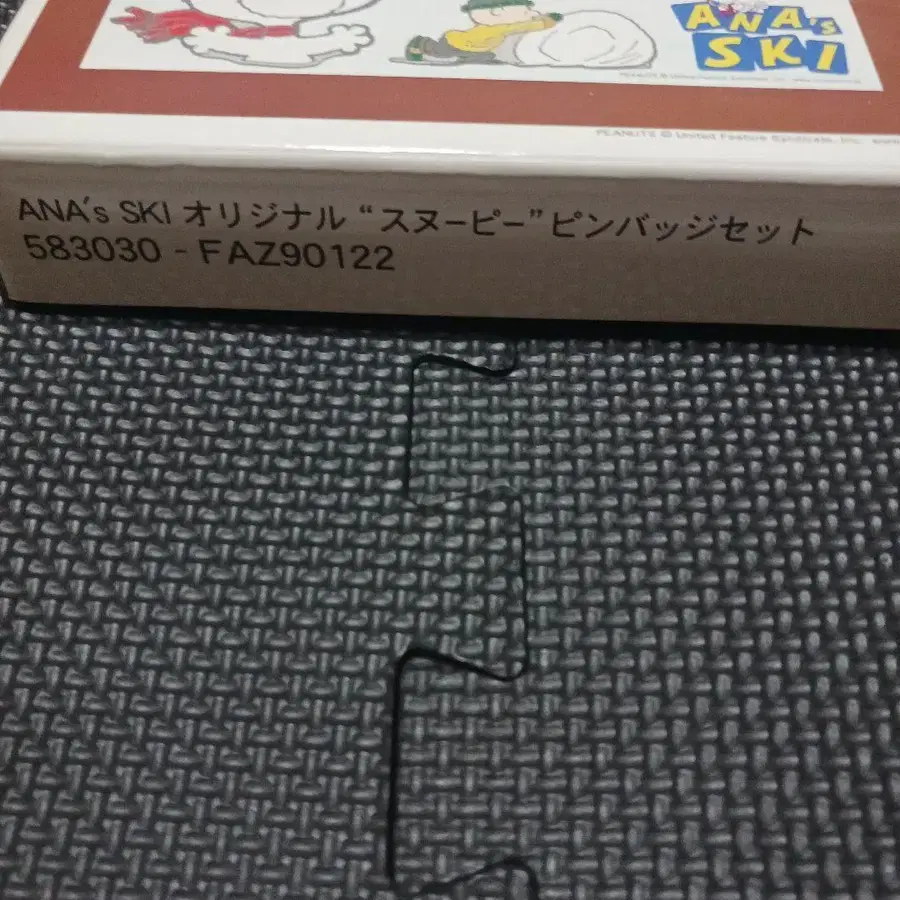 ANA's
SKI
PEANUTS © United Feature Syndicate, Inc.
ANA's SKI オリジナル “スヌーピー” ピンバッジセット
583030 - FAZ90122